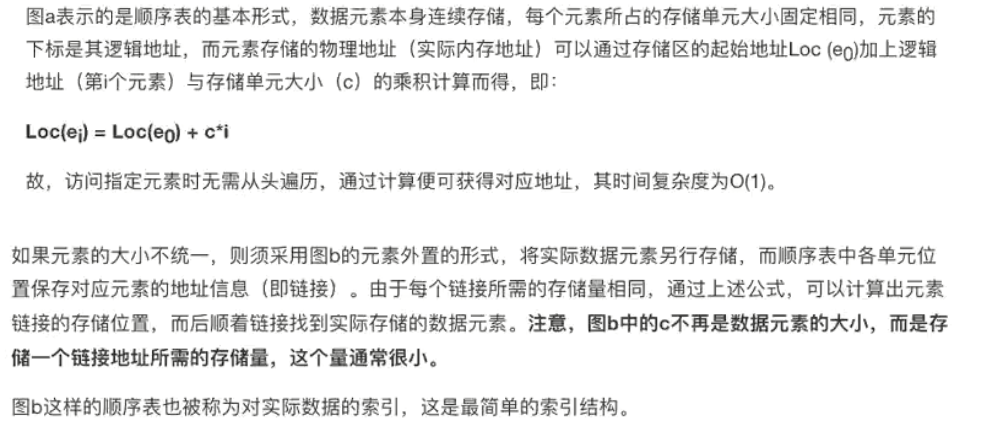 图a表示的是顺序表的基本形式，数据元素本身连续存储，每个元素所占的存储单元大小固定相同，元素的
下标是其逻辑地址，而元素存储的物理地址（实际内存地址）可以通过存储区的起始地址Loc (e0)加上逻辑
地址（第i个元素）与存储单元大小（c）的乘积计算而得，即：
Loc(ei) = Loc(e0) + c*i
故，访问指定元素时无需从头遍历，通过计算便可获得对应地址，其时间复杂度为O(1)。
如果元素的大小不统一，则须采用图b的元素外置的形式，将实际数据元素另行存储，而顺序表中各单元位
置保存对应元素的地址信息（即链接）。由于每个链接所需的存储量相同，通过上述公式，可以计算出元素
链接的存储位置，而后顺着链接找到实际存储的数据元素。注意，图b中的c不再是数据元素的大小，而是存
储一个链接地址所需的存储量，这个量通常很小。
图b这样的顺序表也被称为对实际数据的索引，这是最简单的索引结构。